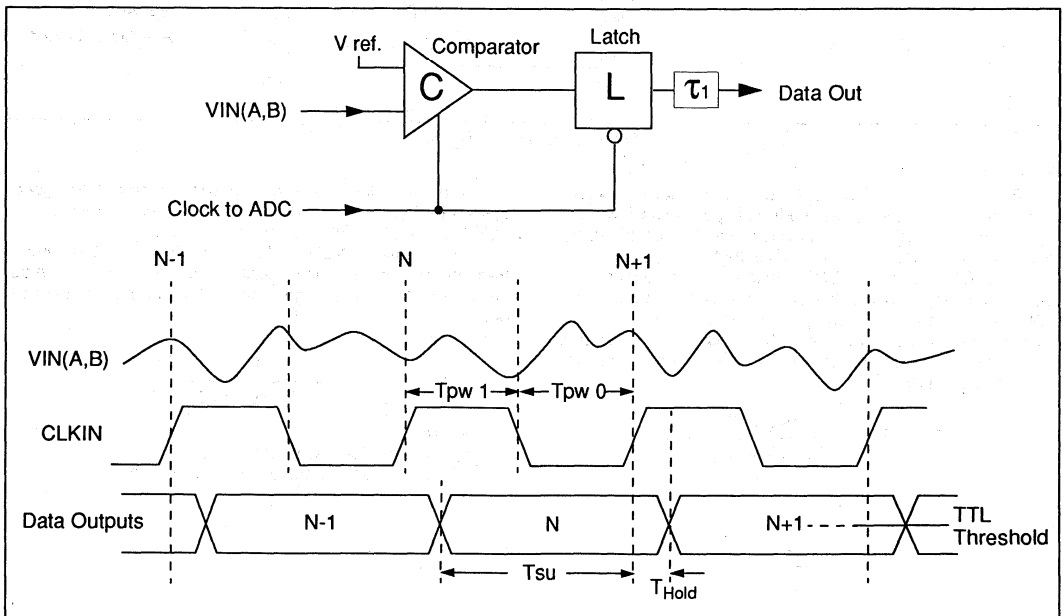 Latch
V ref.
Comparator
C
L
τ1
Data Out
VIN(A,B)
Clock to ADC
N-1
N
N+1
VIN(A,B)
Tpw 1
Tpw 0
CLKIN
Data Outputs
N-1
N
N+1
TTL
Threshold
Tsu
THold